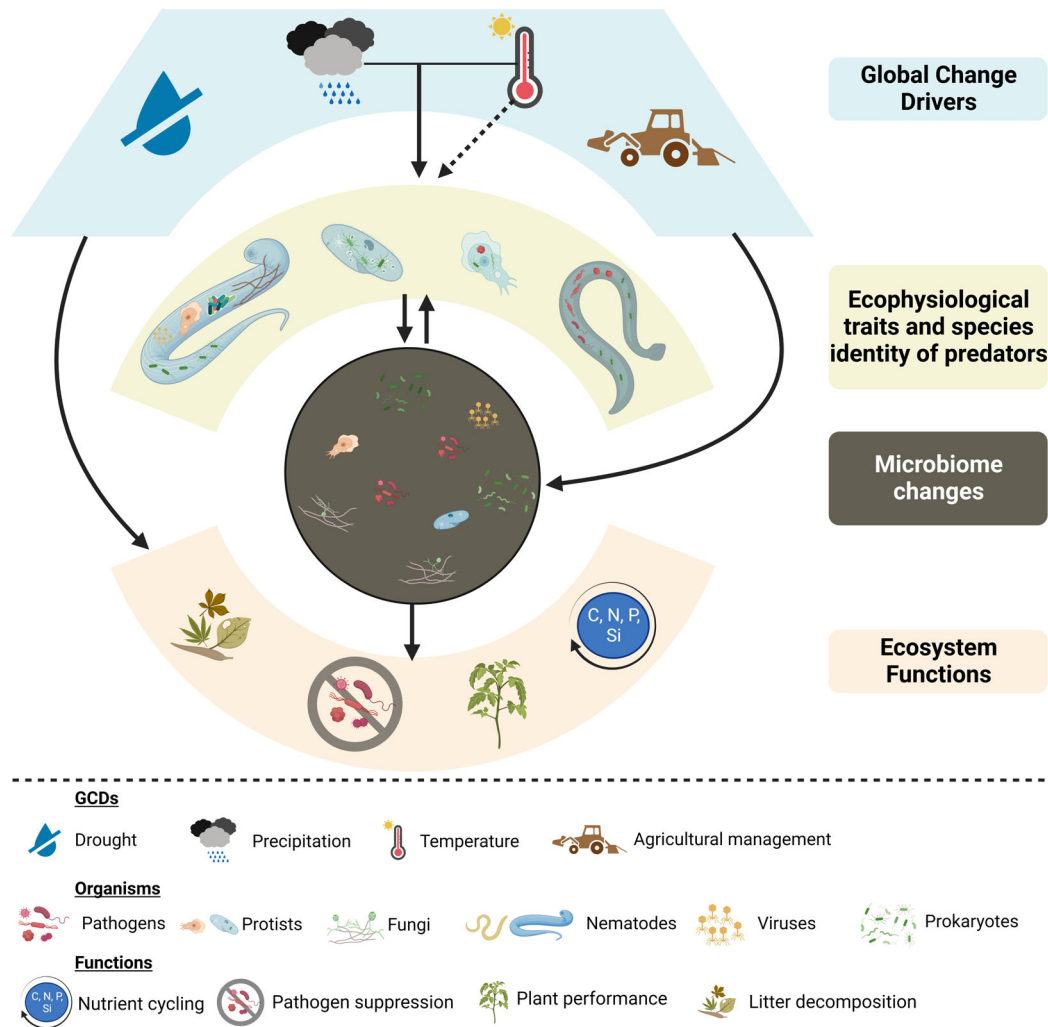 Global Change
Drivers
Ecophysiological
traits and species
identity of predators
Microbiome
changes
C, N, P,
Si
Ecosystem
Functions
GCDs
Drought
Precipitation
Temperature
Agricultural management
Organisms
Pathogens
Protists
Fungi
Nematodes
Viruses
Prokaryotes
Functions
C, N, P,
Si
Nutrient cycling
Pathogen suppression
Plant performance
Litter decomposition